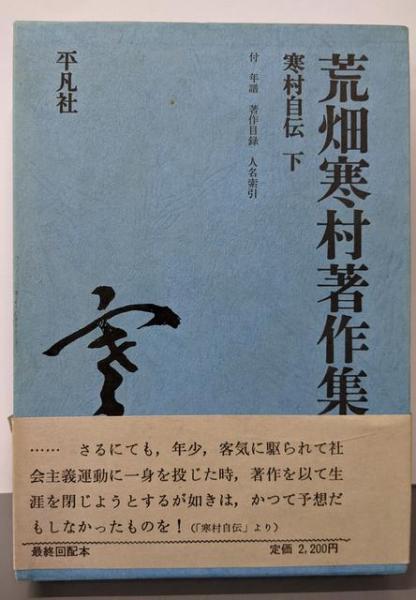 荒畑寒村著作集
寒村自伝 下
付 年譜 著作目録 人名索引
平凡社
寒
…… さるにても，年少，客気に駆られて社
会主義運動に一身を投じた時，著作を以て生
涯を閉じようとするが如きは，かつて予想だ
もしなかったものを！（「寒村自伝」より）
最終回配本
定価 2,200円